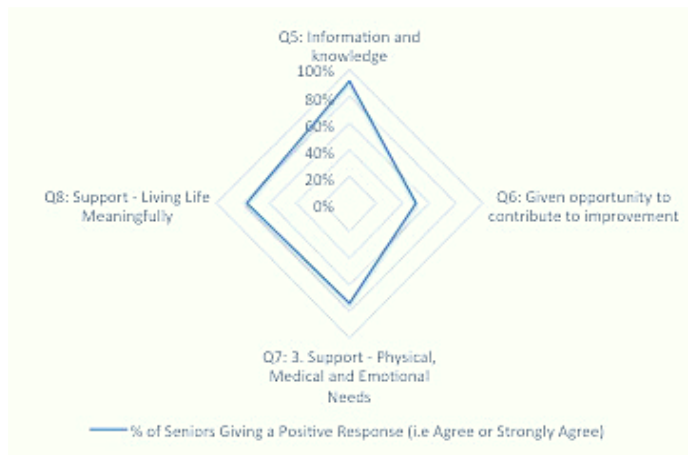 Q5: Information and
knowledge
100%
80%
60%
40%
20%
0%
Q8: Support - Living Life
Meaningfully
Q6: Given opportunity to
contribute to improvement
Q7: 3. Support - Physical,
Medical and Emotional
Needs
% of Seniors Giving a Positive Response (i.e Agree or Strongly Agree)